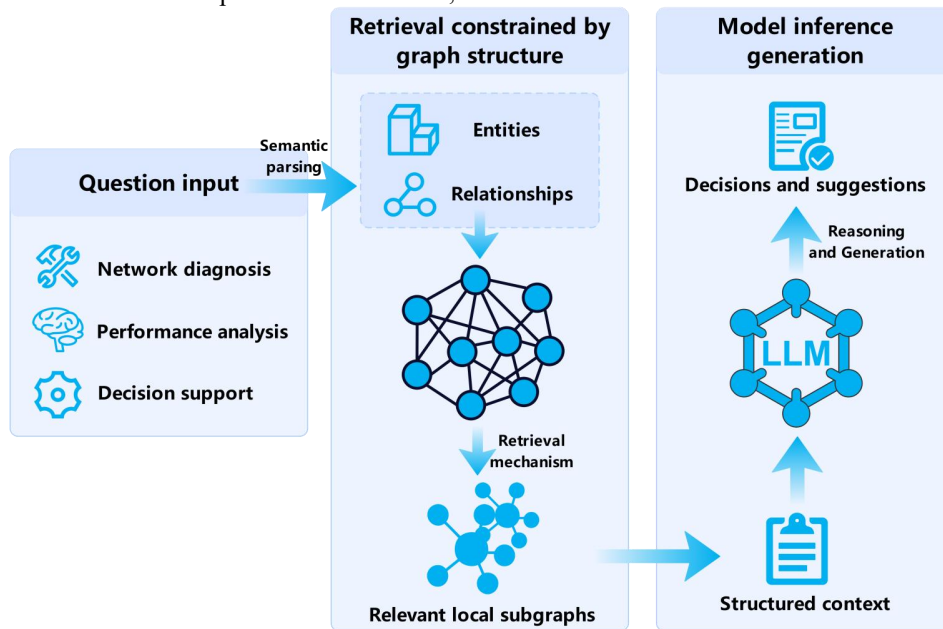 Question input
Network diagnosis
Performance analysis
Decision support
Semantic
parsing
Retrieval constrained by
graph structure
Entities
Relationships
Retrieval
mechanism
Relevant local subgraphs
Model inference
generation
Decisions and suggestions
Reasoning
and Generation
LLM
Structured context